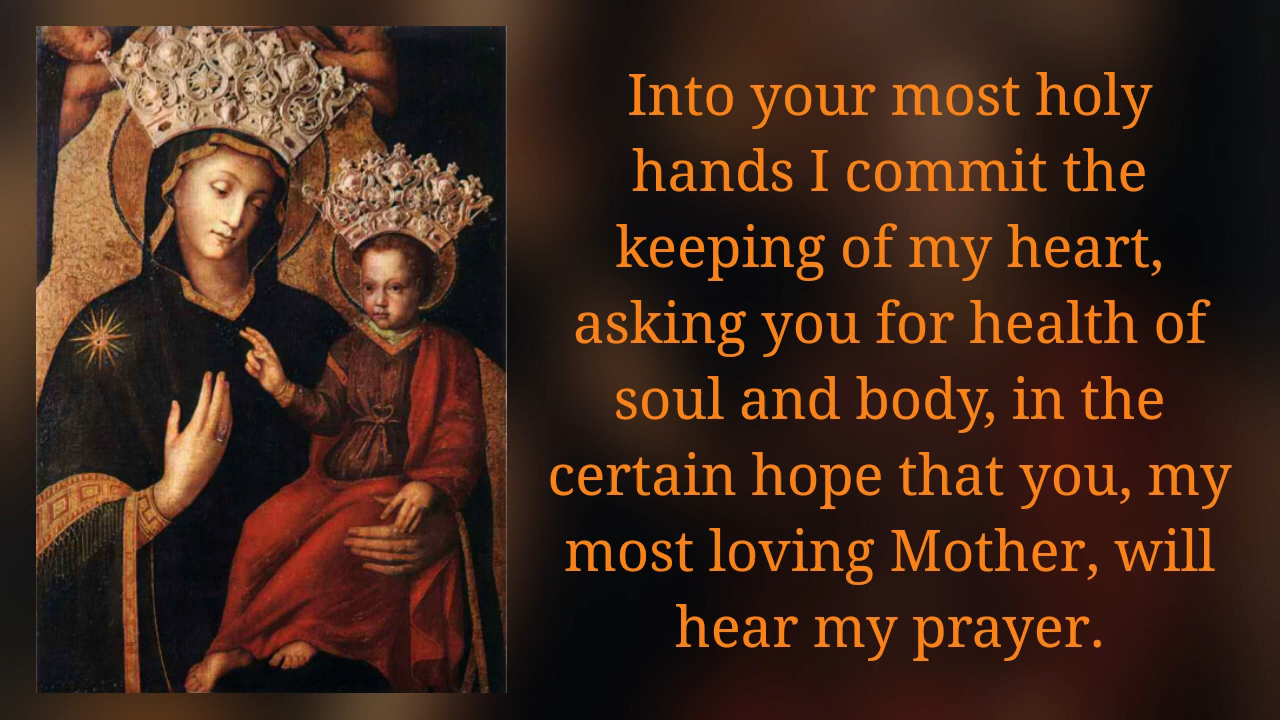 Into your most holy
hands I commit the
keeping of my heart,
asking you for health of
soul and body, in the
certain hope that you, my
most loving Mother, will
hear my prayer.